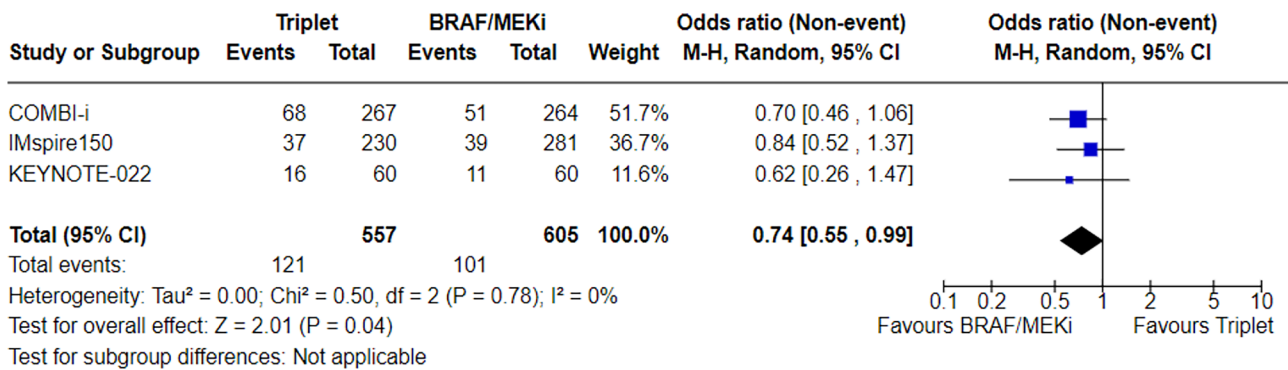 Triplet BRAF/MEKi Odds ratio (Non-event) Odds ratio (Non-event)
Study or Subgroup Events Total Events Total Weight M-H, Random, 95% CI M-H, Random, 95% CI
COMBI-i 68 267 51 264 51.7% 0.70 [0.46 , 1.06]
IMspire150 37 230 39 281 36.7% 0.84 [0.52 , 1.37]
KEYNOTE-022 16 60 11 60 11.6% 0.62 [0.26 , 1.47]
Total (95% CI) 557 605 100.0% 0.74 [0.55 , 0.99]
Total events: 121 101
Heterogeneity: Tau² = 0.00; Chi² = 0.50, df = 2 (P = 0.78); I² = 0%
0.1 0.2 0.5 1 2 5 10
Test for overall effect: Z = 2.01 (P = 0.04)
Favours BRAF/MEKi Favours Triplet
Test for subgroup differences: Not applicable